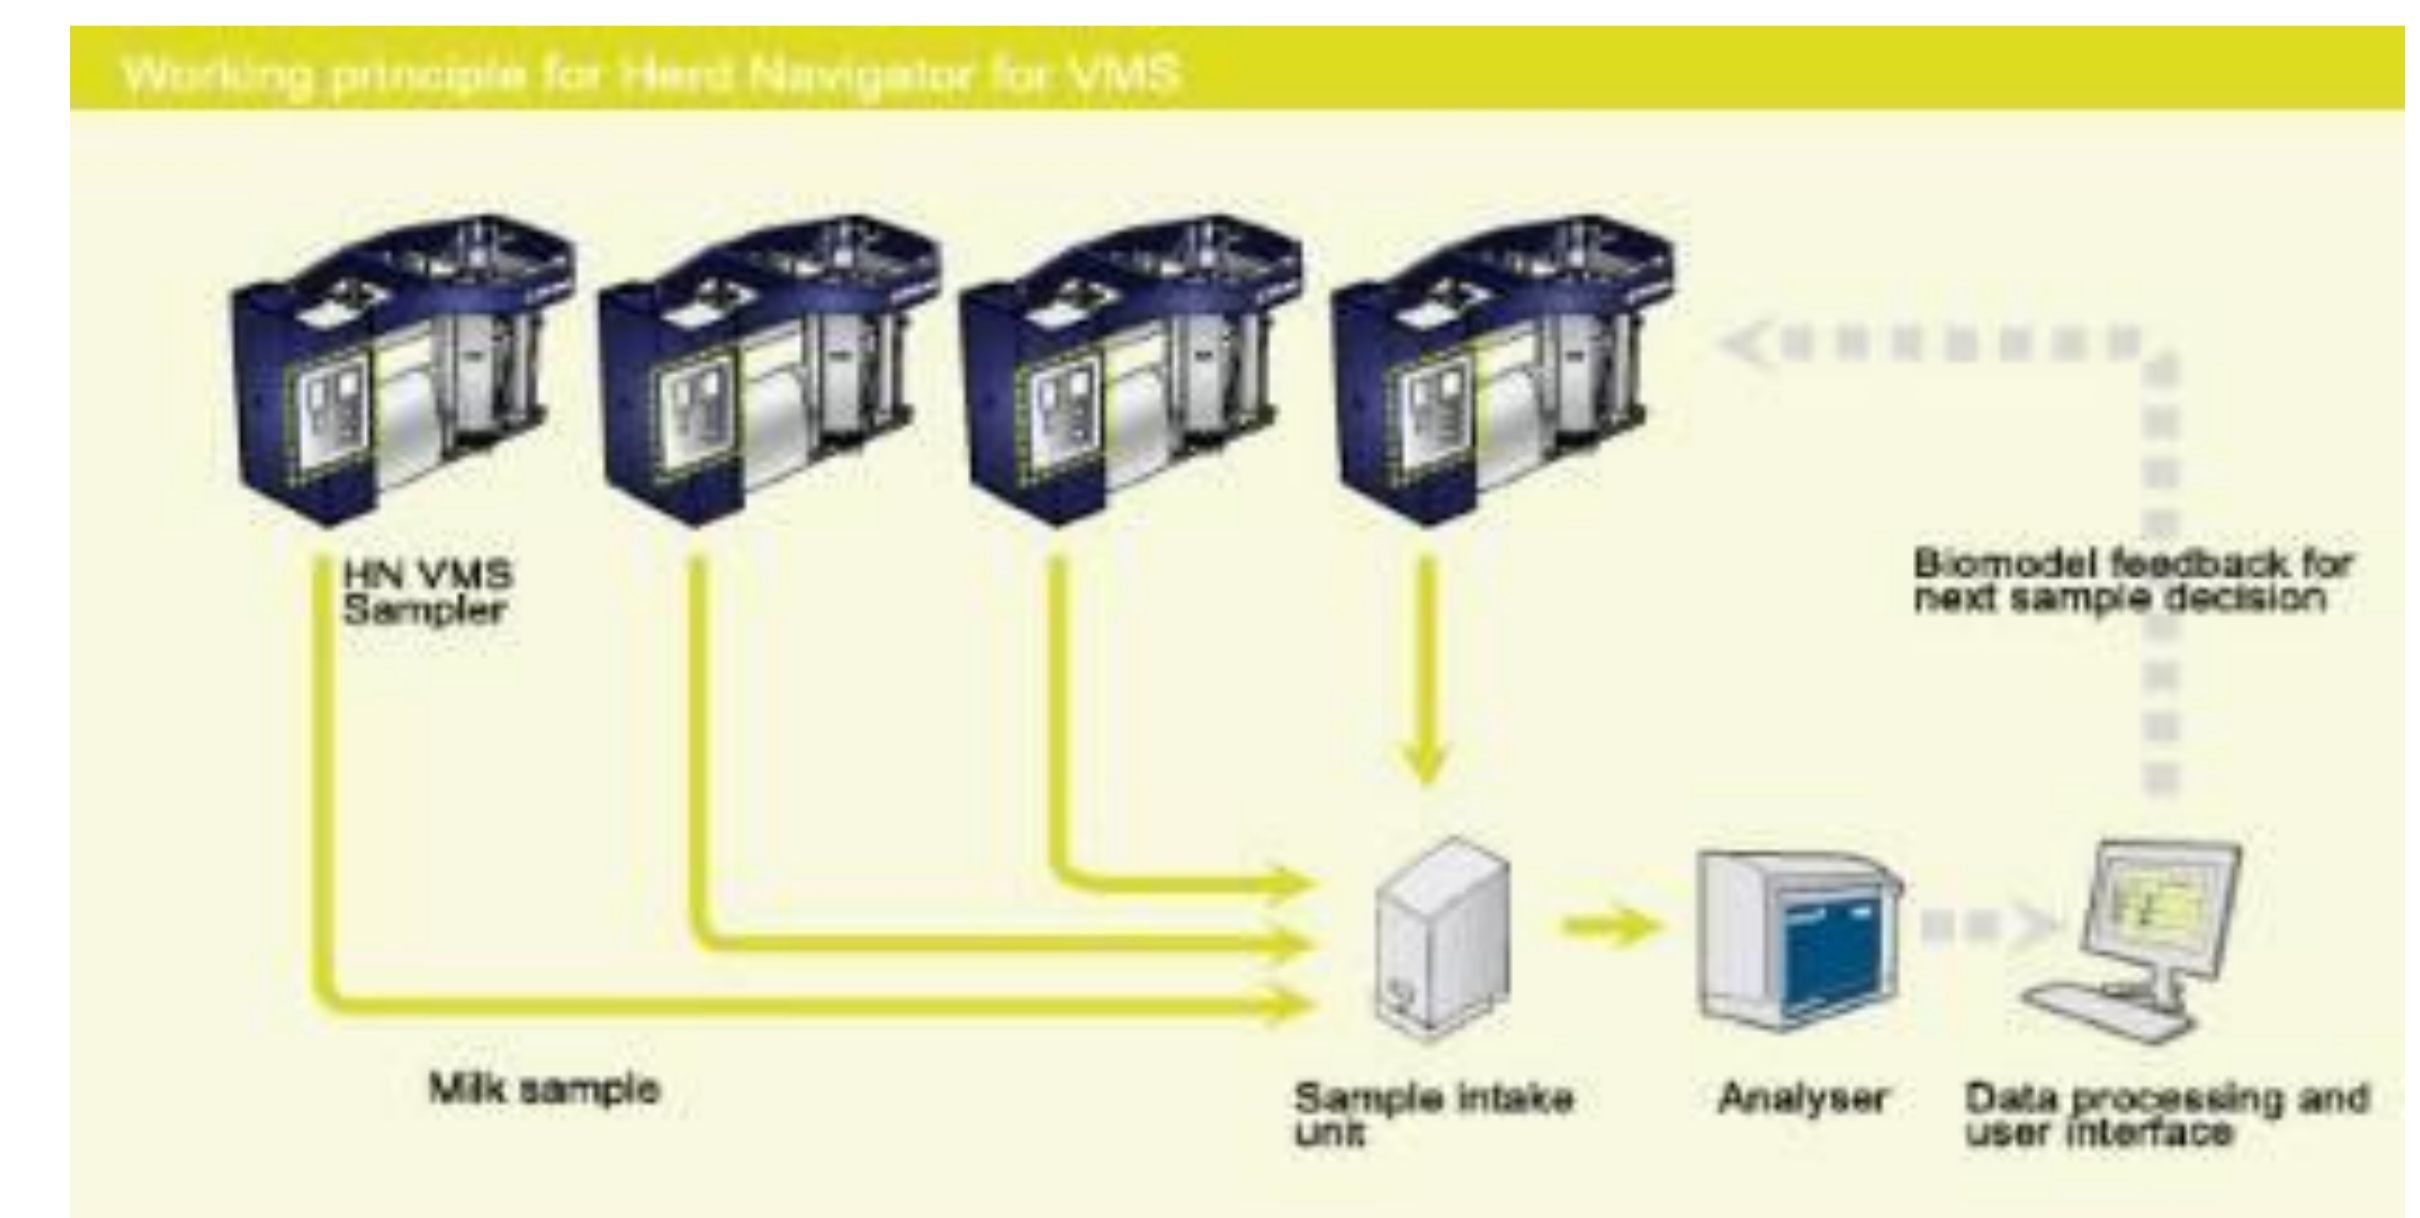 Working principle for Herd Navigator for VMS
HN VMS
Sampler
Biomodel feedback for
next sample decision
Milk sample
Sample intake
unit
Analyser
Data processing and
user interface